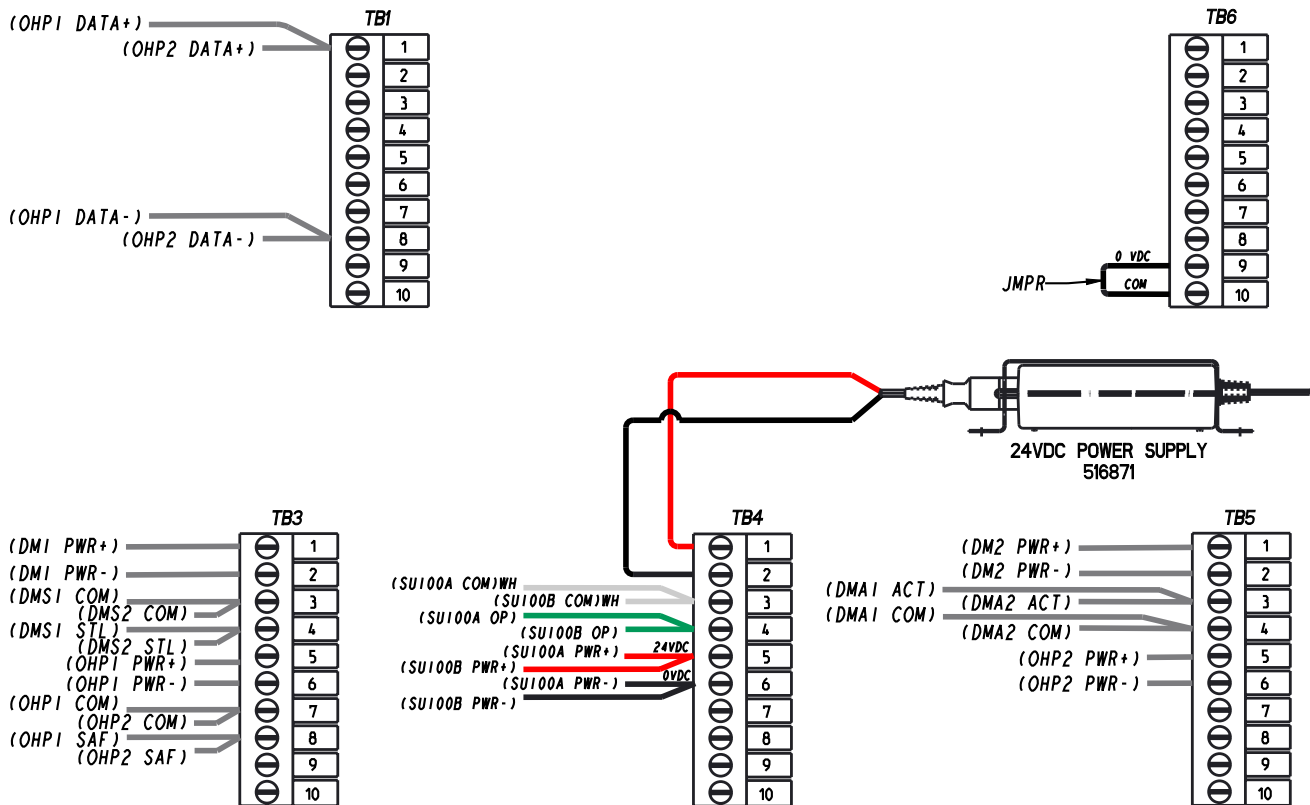 TB1
(OHP1 DATA+)
(OHP2 DATA+)
1
2
3
4
5
6
7
8
9
10
(OHP1 DATA-)
(OHP2 DATA-)
TB6
1
2
3
4
5
6
7
8
9
10
0 VDC
COM
JMPR
24VDC POWER SUPPLY
516871
TB3
(DM1 PWR+)
(DM1 PWR-)
(DMS1 COM)
(DMS2 COM)
(DMS1 STL)
(DMS2 STL)
(OHP1 PWR+)
(OHP1 PWR-)
(OHP1 COM)
(OHP2 COM)
(OHP1 SAF)
(OHP2 SAF)
1
2
3
4
5
6
7
8
9
10
TB4
(SU100A COM)WH
(SU100B COM)WH
(SU100A OP)
(SU100B OP)
(SU100A PWR+)
24VDC
(SU100B PWR+)
0VDC
(SU100A PWR-)
(SU100B PWR-)
1
2
3
4
5
6
7
8
9
10
TB5
(DM2 PWR+)
(DM2 PWR-)
(DMA1 ACT)
(DMA2 ACT)
(DMA1 COM)
(DMA2 COM)
(OHP2 PWR+)
(OHP2 PWR-)
1
2
3
4
5
6
7
8
9
10